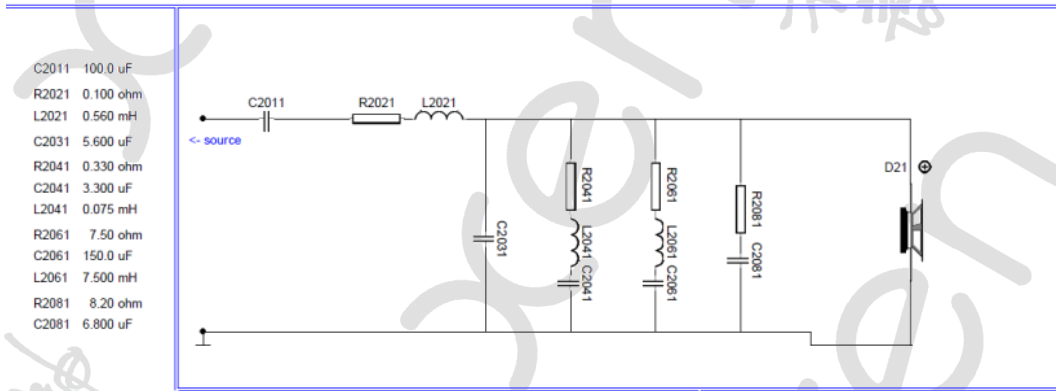 C2011 100.0 uF
R2021 0.100 ohm
L2021 0.560 mH
C2031 5.600 uF
R2041 0.330 ohm
C2041 3.300 uF
L2041 0.075 mH
R2061 7.50 ohm
C2061 150.0 uF
L2061 7.500 mH
R2081 8.20 ohm
C2081 6.800 uF
C2011
R2021 L2021
<- source
C2031
R2041
L2041
C2041
R2061
L2061
C2061
R2081
C2081
D21